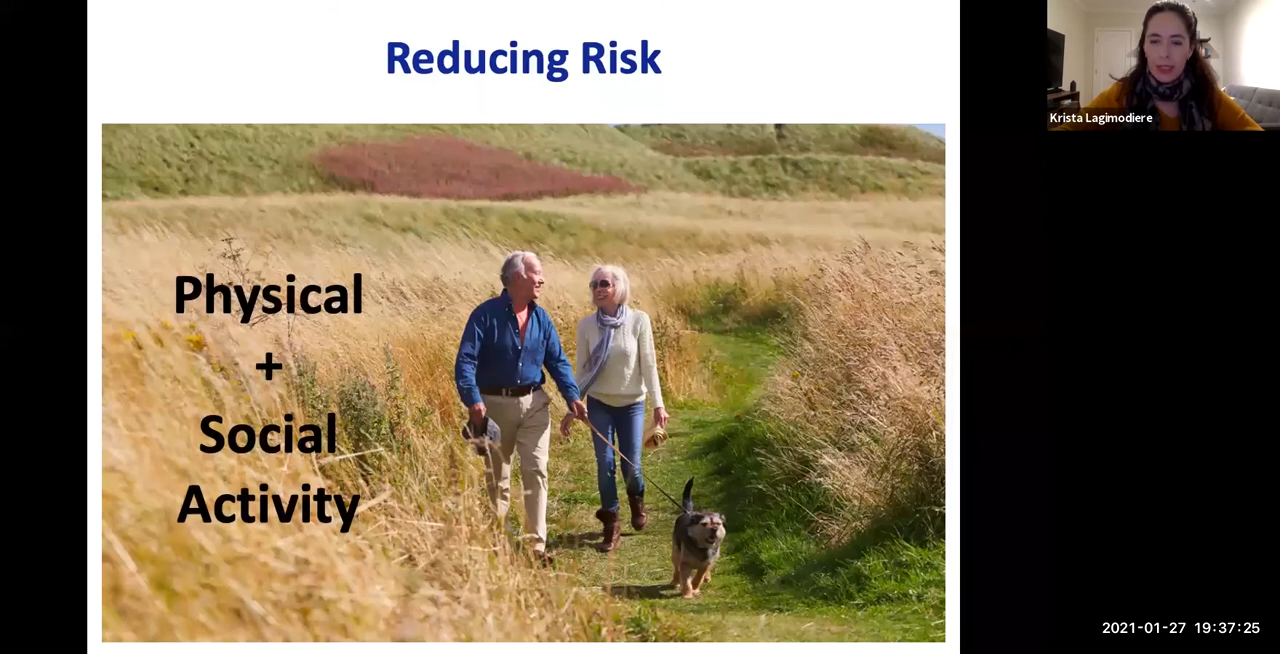 Reducing Risk
Physical
+
Social
Activity
Krista Lagimodiere
2021-01-27 19:37:25